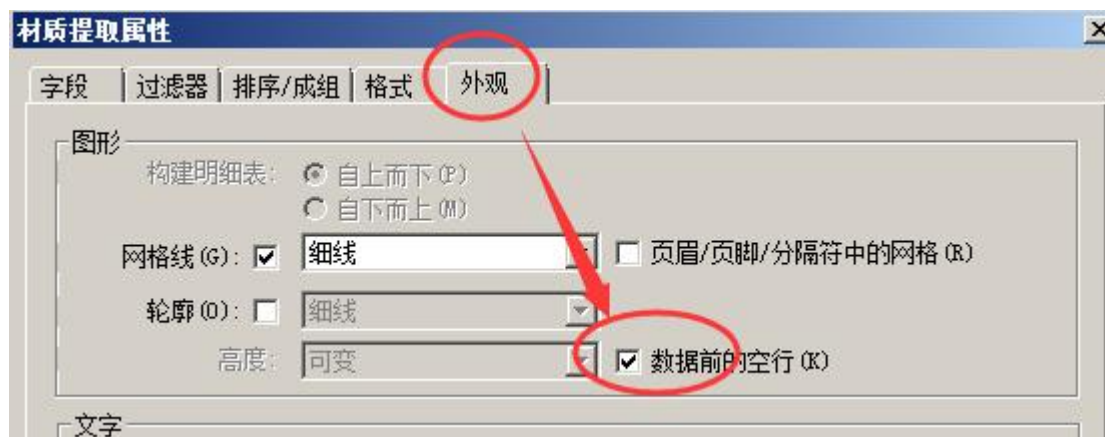 材质提取属性
字段 过滤器 排序/成组 格式 外观
图形
构建明细表: 自上而下(P)
自下而上(M)
网格线(G): 细线 页眉/页脚/分隔符中的网格(R)
轮廓(O): 细线
高度: 可变 数据前的空行(K)
文字